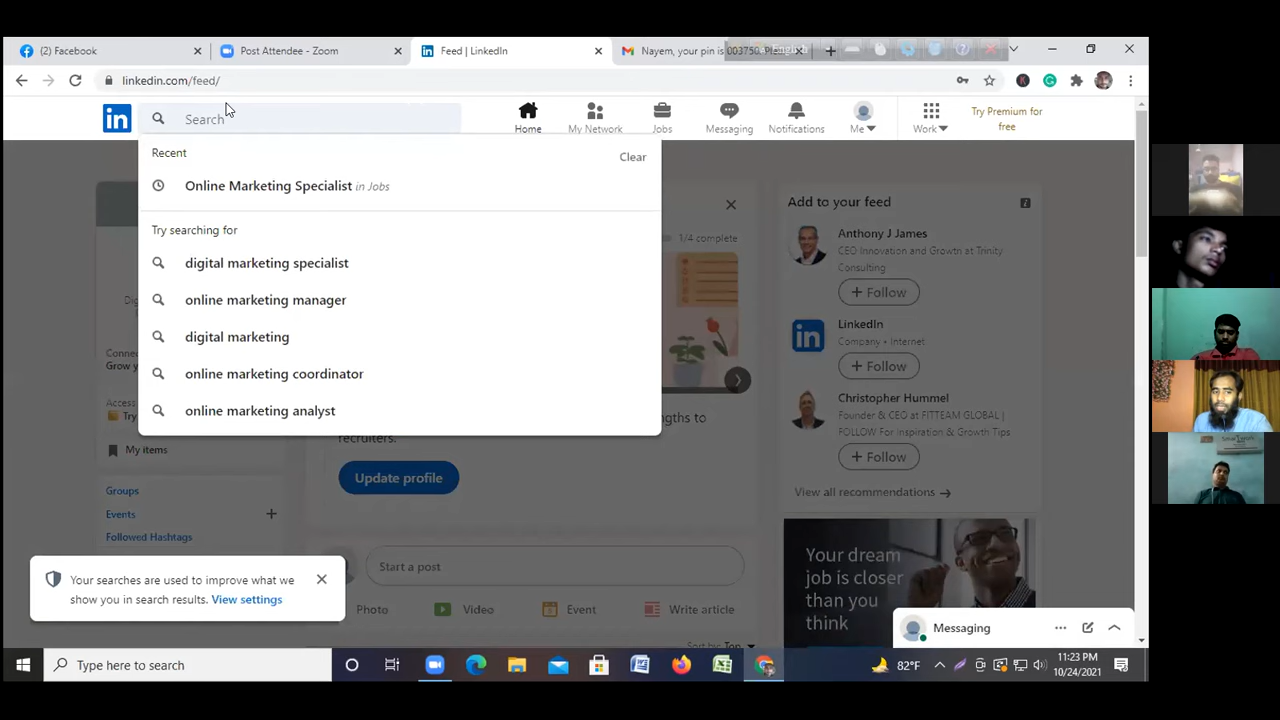 (2) Facebook
Post Attendee - Zoom
Feed | LinkedIn
Nayem, your pin is 003750.
English
linkedin.com/feed/
in
Search
Home
My Network
Jobs
Messaging
Notifications
Me
Work
Try Premium for
free
Recent
Clear
Online Marketing Specialist in Jobs
Try searching for
digital marketing specialist
online marketing manager
digital marketing
online marketing coordinator
online marketing analyst
1/4 complete
recruiters.
Update profile
Add to your feed
Anthony J James
CEO Innovation and Growth at Trinity
Consulting
+ Follow
LinkedIn
Company • Internet
+ Follow
Christopher Hummel
Founder & CEO at FITTEAM GLOBAL |
FOLLOW For Inspiration & Growth Tips
+ Follow
View all recommendations
My items
Groups
Events
Followed Hashtags
Start a post
Photo
Video
Event
Write article
Sort by: Top
Your dream
job is closer
than you
think
Your searches are used to improve what we
show you in search results. View settings
Messaging
Type here to search
82°F
11:23 PM
10/24/2021